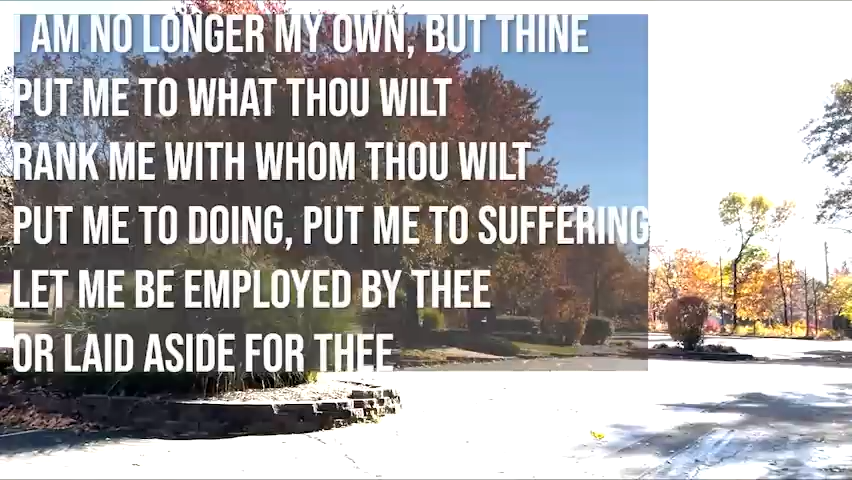 I AM NO LONGER MY OWN, BUT THINE
PUT ME TO WHAT THOU WILT
RANK ME WITH WHOM THOU WILT
PUT ME TO DOING, PUT ME TO SUFFERING
LET ME BE EMPLOYED BY THEE
OR LAID ASIDE FOR THEE